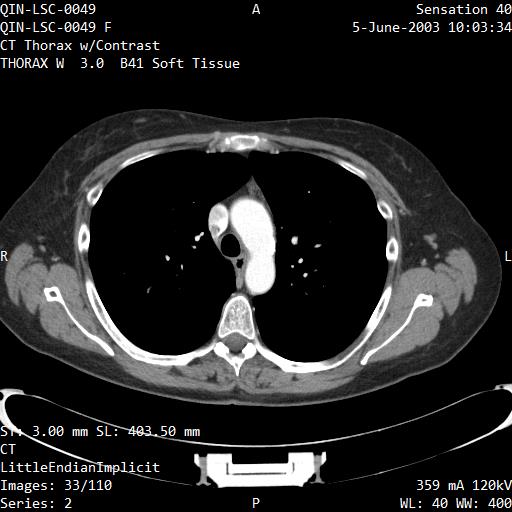 QIN-LSC-0049
A
Sensation 40
QIN-LSC-0049 F
5-June-2003 10:03:34
CT Thorax w/Contrast
THORAX W 3.0 B41 Soft Tissue
R
L
ST: 3.00 mm SL: 403.50 mm
CT
LittleEndianImplicit
Images: 33/110
359 mA 120kV
Series: 2
P
WL: 40 WW: 400